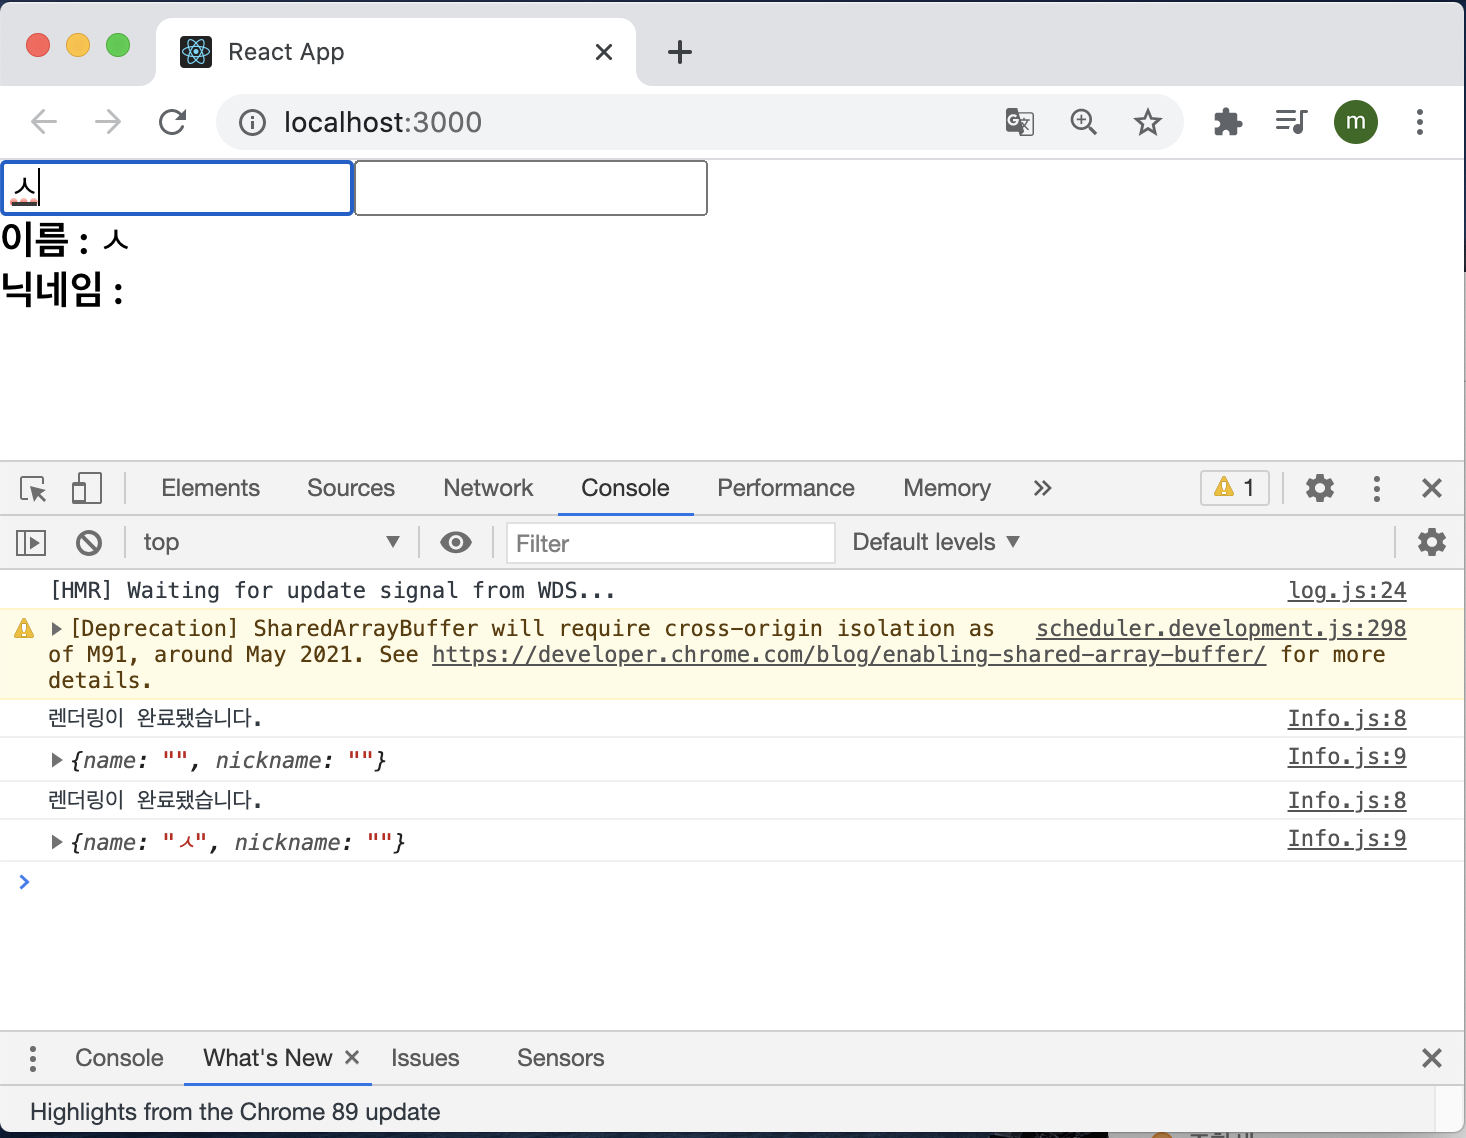 React App
localhost:3000
m
ㅅ
이름 : ㅅ
닉네임 :
Elements Sources Network Console Performance Memory 1
top Filter Default levels
[HMR] Waiting for update signal from WDS... log.js:24
[Deprecation] SharedArrayBuffer will require cross-origin isolation as scheduler.development.js:298
of M91, around May 2021. See https://developer.chrome.com/blog/enabling-shared-array-buffer/ for more
details.
렌더링이 완료됐습니다. Info.js:8
{name: "", nickname: ""} Info.js:9
렌더링이 완료됐습니다. Info.js:8
{name: "ㅅ", nickname: ""} Info.js:9
Console What's New Issues Sensors
Highlights from the Chrome 89 update